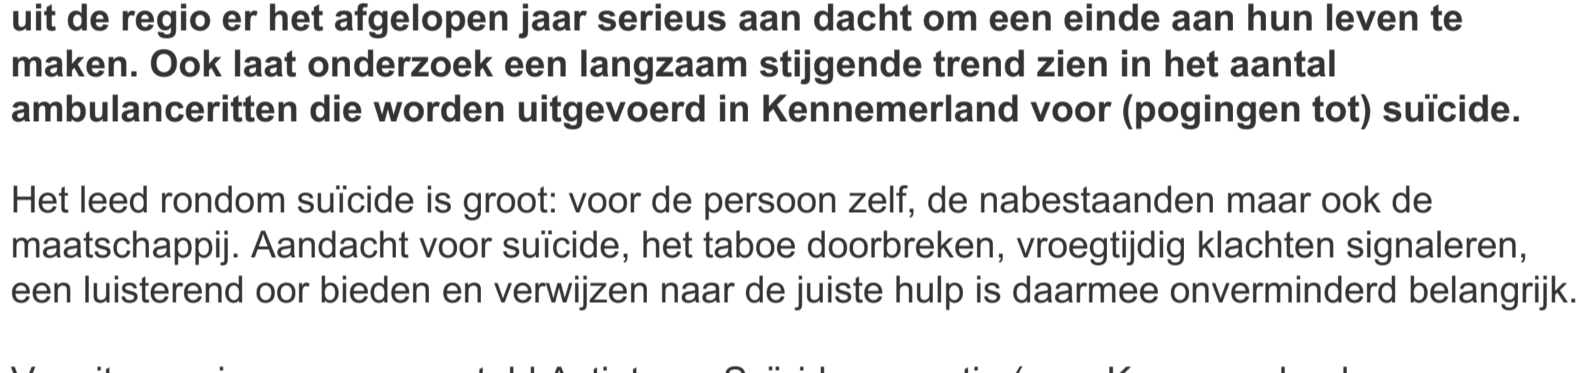 uit de regio er het afgelopen jaar serieus aan dacht om een einde aan hun leven te
maken. Ook laat onderzoek een langzaam stijgende trend zien in het aantal
ambulanceritten die worden uitgevoerd in Kennemerland voor (pogingen tot) suïcide.
Het leed rondom suïcide is groot: voor de persoon zelf, de nabestaanden maar ook de
maatschappij. Aandacht voor suïcide, het taboe doorbreken, vroegtijdig klachten signaleren,
een luisterend oor bieden en verwijzen naar de juiste hulp is daarmee onverminderd belangrijk.